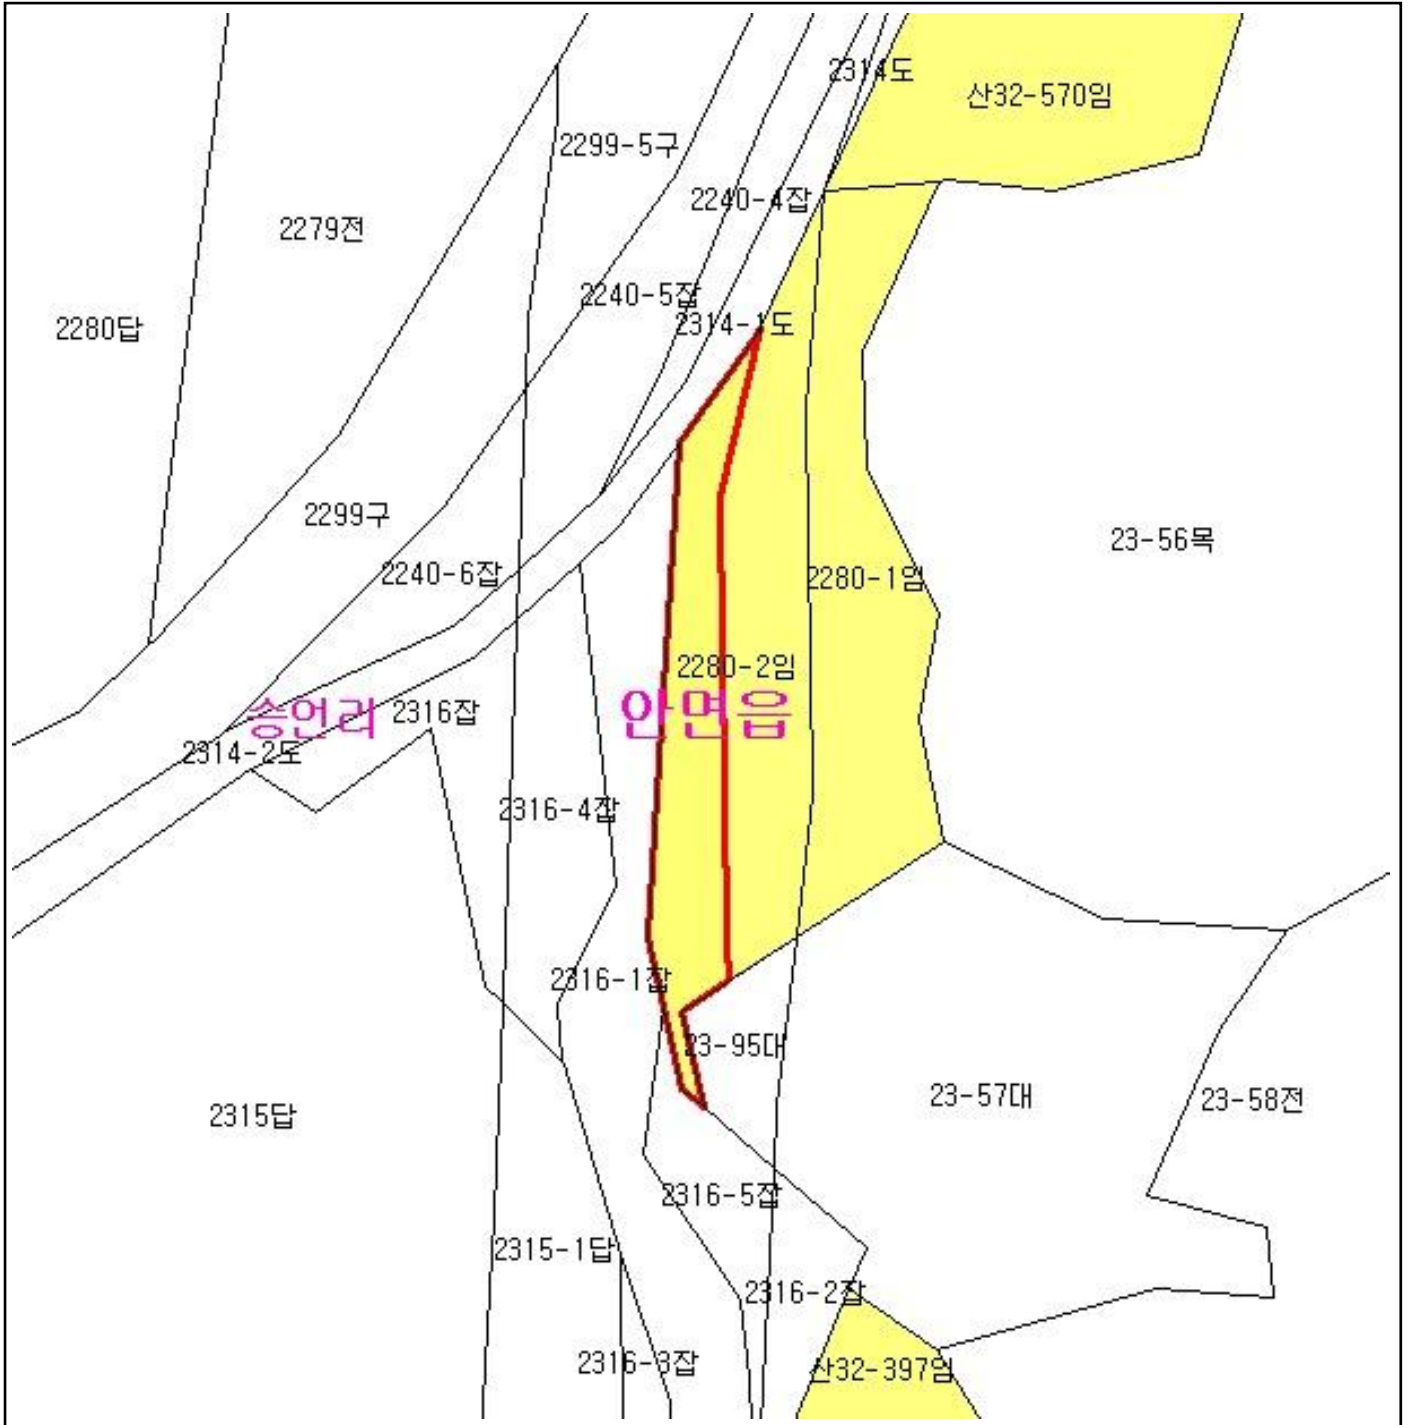 2314도
산32-570임
2299-5구
2240-4잡
2279전
2240-5잡
2314-1도
2280답
2299구
23-56목
2240-6잡
2280-1임
2280-2임
승언리
2316잡
안면읍
2314-2도
2316-4잡
2316-1잡
23-95대
23-57대
23-58전
2315답
2316-5잡
2315-1답
2316-2잡
2316-3잡
산32-397임